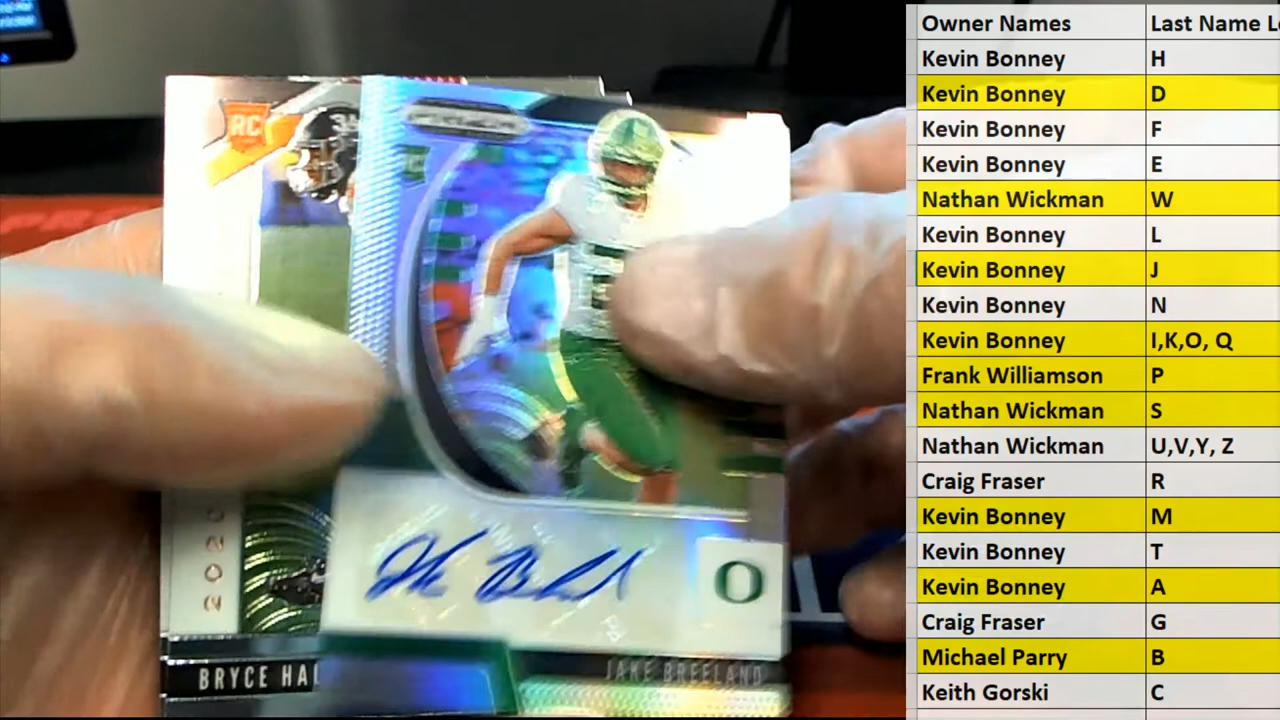 RC
2020
BRYCE HAL
JAKE BREELAND
O
Owner Names Last Name L
Kevin Bonney H
Kevin Bonney D
Kevin Bonney F
Kevin Bonney E
Nathan Wickman W
Kevin Bonney L
Kevin Bonney J
Kevin Bonney N
Kevin Bonney I,K,O, Q
Frank Williamson P
Nathan Wickman S
Nathan Wickman U,V,Y, Z
Craig Fraser R
Kevin Bonney M
Kevin Bonney T
Kevin Bonney A
Craig Fraser G
Michael Parry B
Keith Gorski C